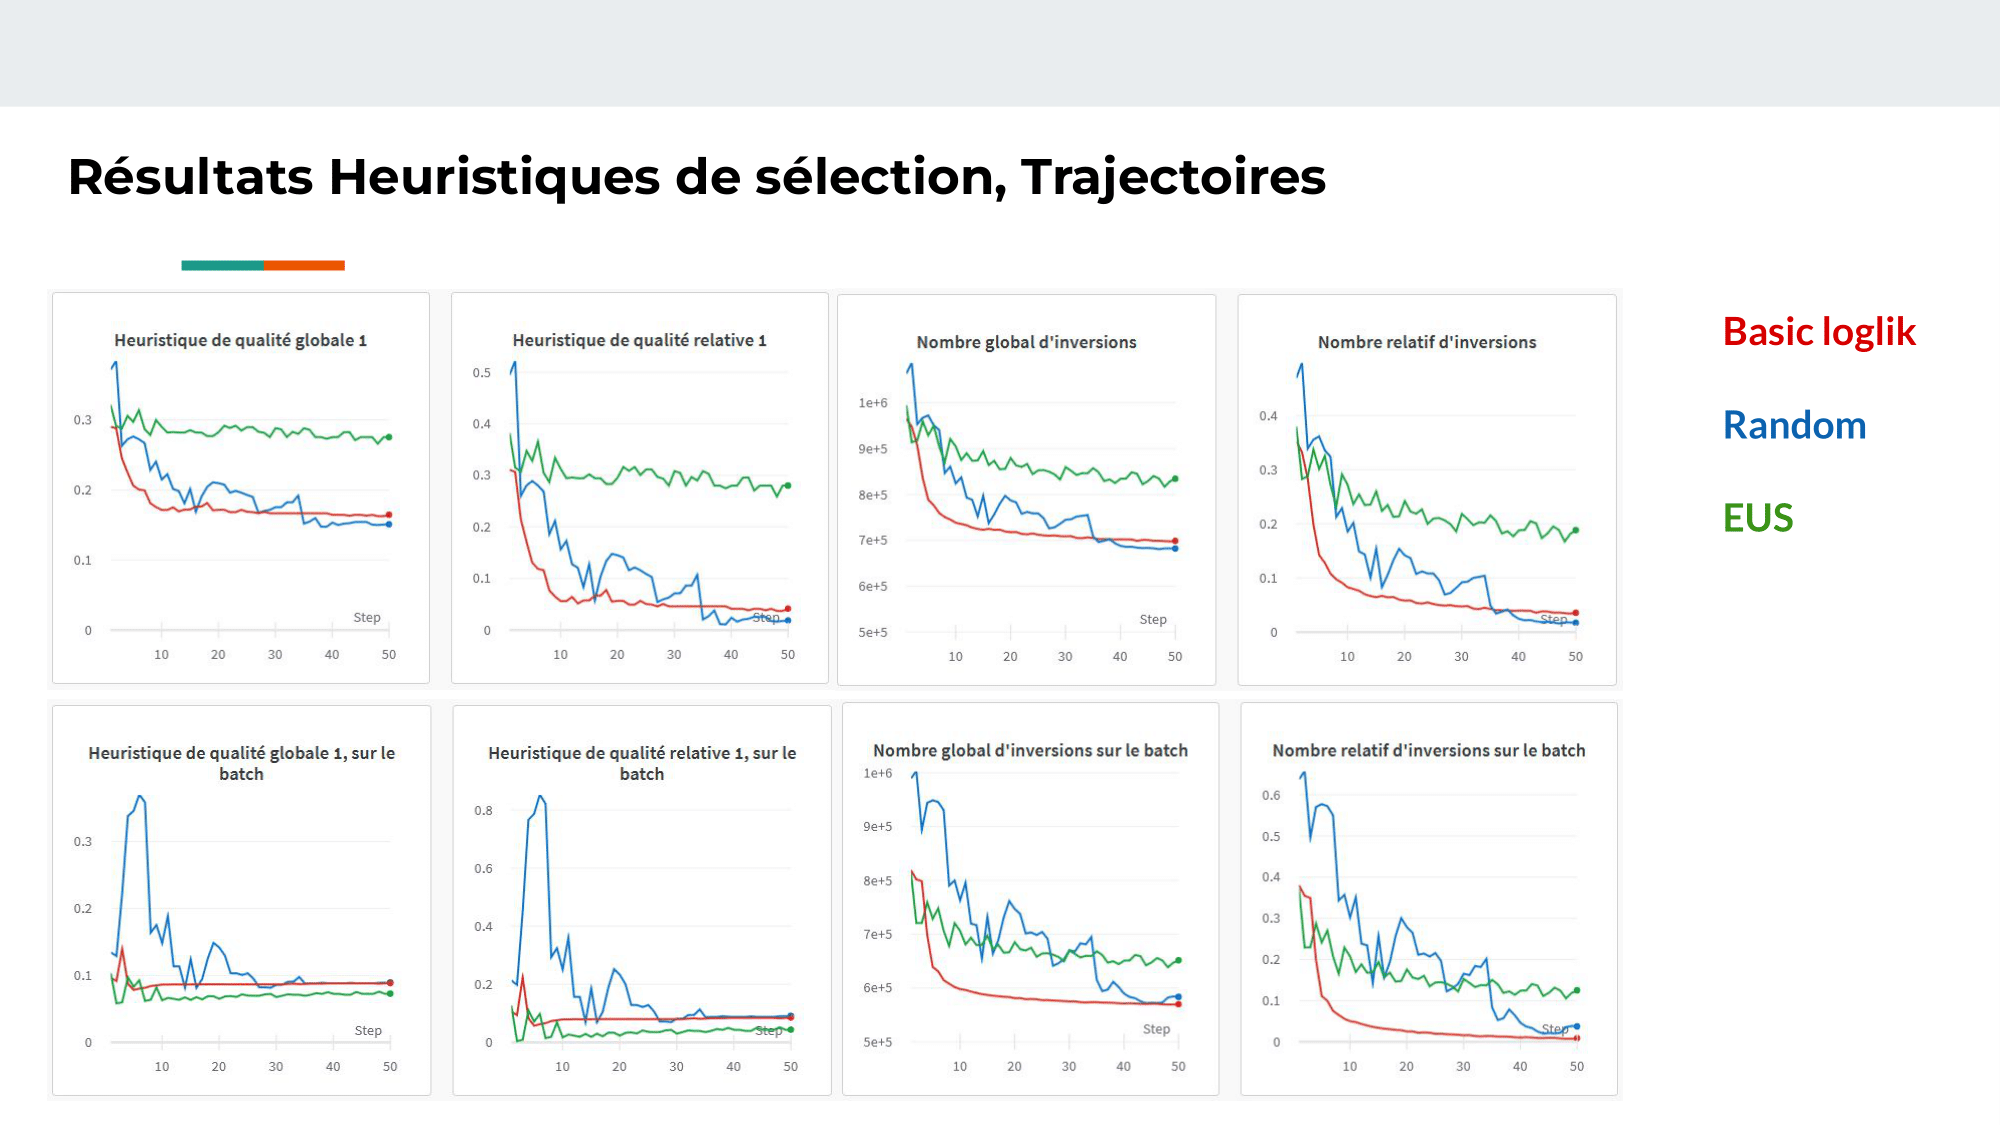 Résultats Heuristiques de sélection, Trajectoires
Heuristique de qualité globale 1
0.3
0.2
0.1
0
Step
10 20 30 40 50
Heuristique de qualité relative 1
0.5
0.4
0.3
0.2
0.1
0
Step
10 20 30 40 50
Nombre global d'inversions
1e+6
9e+5
8e+5
7e+5
6e+5
5e+5
Step
10 20 30 40 50
Nombre relatif d'inversions
0.4
0.3
0.2
0.1
0
Step
10 20 30 40 50
Basic loglik
Random
EUS
Heuristique de qualité globale 1, sur le
batch
0.3
0.2
0.1
0
Step
10 20 30 40 50
Heuristique de qualité relative 1, sur le
batch
0.8
0.6
0.4
0.2
0
Step
10 20 30 40 50
Nombre global d'inversions sur le batch
1e+6
9e+5
8e+5
7e+5
6e+5
5e+5
Step
10 20 30 40 50
Nombre relatif d'inversions sur le batch
0.6
0.5
0.4
0.3
0.2
0.1
0
Step
10 20 30 40 50